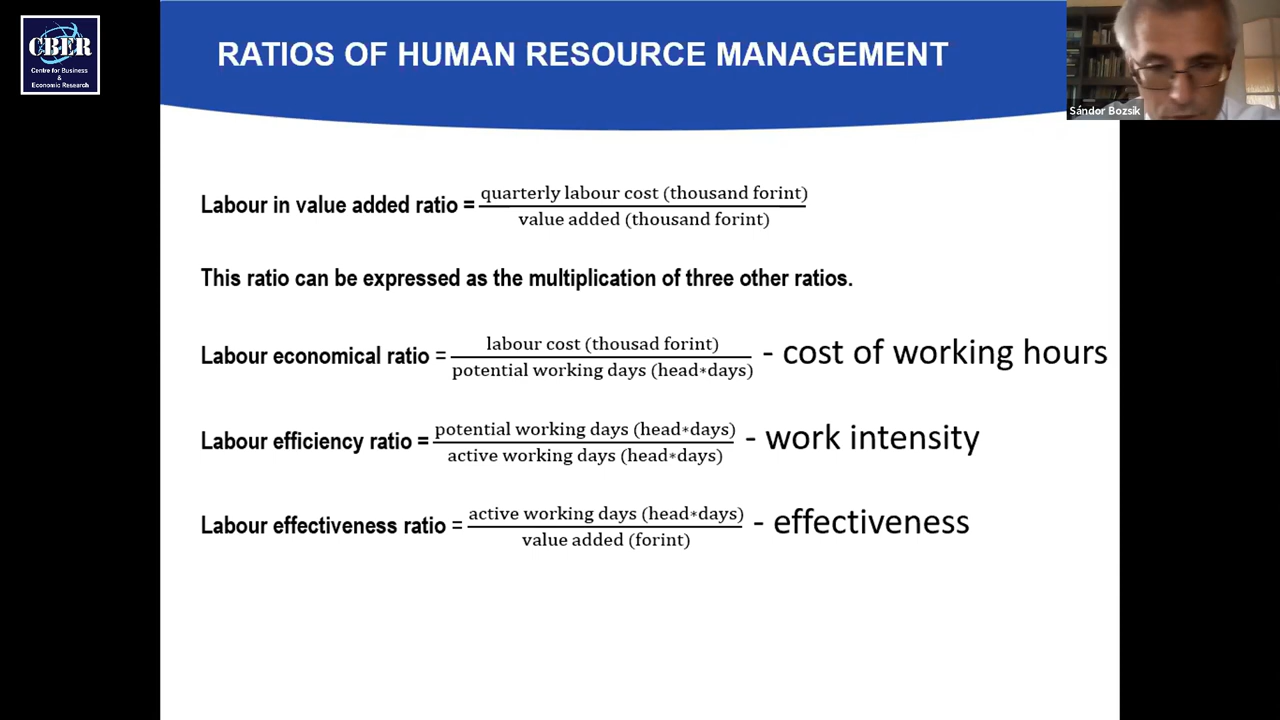 CBER
Centre for Business
&
Economic Research
RATIOS OF HUMAN RESOURCE MANAGEMENT
Sándor Bozsik
Labour in value added ratio = quarterly labour cost (thousand forint)
value added (thousand forint)
This ratio can be expressed as the multiplication of three other ratios.
Labour economical ratio = labour cost (thousad forint) - cost of working hours
potential working days (head*days)
Labour efficiency ratio = potential working days (head*days) - work intensity
active working days (head*days)
Labour effectiveness ratio = active working days (head*days) - effectiveness
value added (forint)